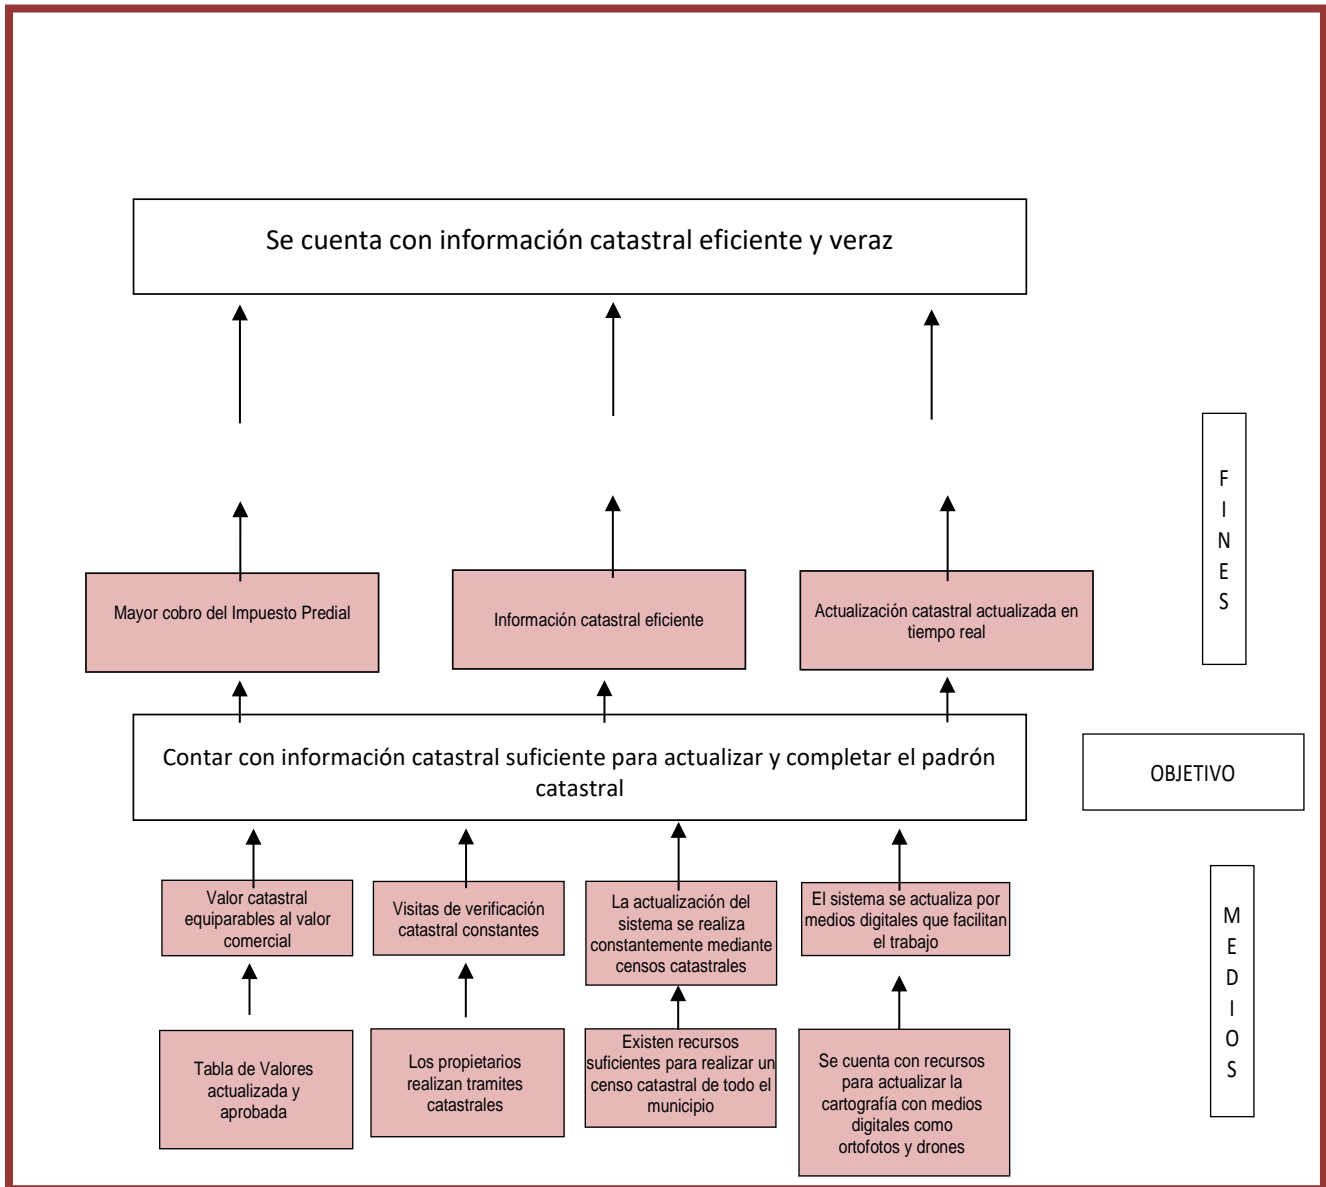 Se cuenta con información catastral eficiente y veraz
F
I
N
E
S
Mayor cobro del Impuesto Predial
Información catastral eficiente
Actualización catastral actualizada en
tiempo real
Contar con información catastral suficiente para actualizar y completar el padrón
catastral
OBJETIVO
Valor catastral
equiparables al valor
comercial
Visitas de verificación
catastral constantes
La actualización del
sistema se realiza
constantemente mediante
censos catastrales
El sistema se actualiza por
medios digitales que facilitan
el trabajo
M
E
D
I
O
S
Tabla de Valores
actualizada y
aprobada
Los propietarios
realizan tramites
catastrales
Existen recursos
suficientes para realizar un
censo catastral de todo el
municipio
Se cuenta con recursos
para actualizar la
cartografía con medios
digitales como
ortofotos y drones